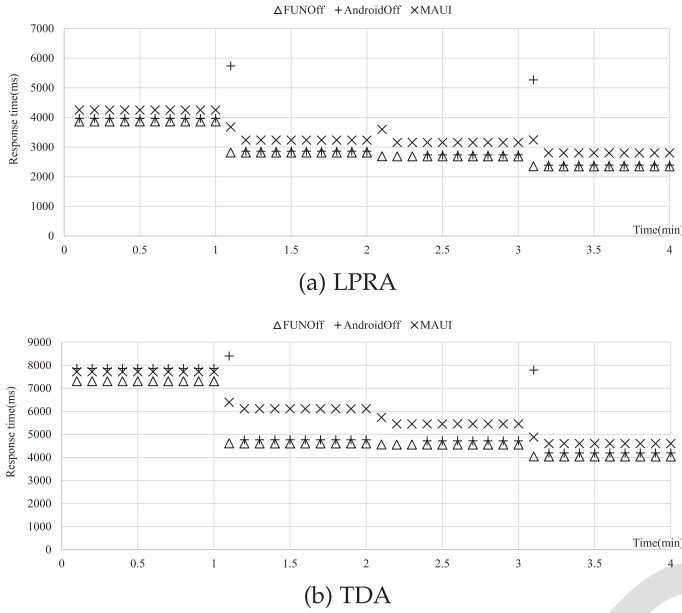 △FUNOff +AndroidOff ×MAUI
7000
6000
5000
4000
3000
2000
1000
0
Response time(ms)
Time(min)
0 0.5 1 1.5 2 2.5 3 3.5 4
(a) LPRA
△FUNOff +AndroidOff ×MAUI
9000
8000
7000
6000
5000
4000
3000
2000
1000
0
Response time(ms)
Time(min)
0 0.5 1 1.5 2 2.5 3 3.5 4
(b) TDA